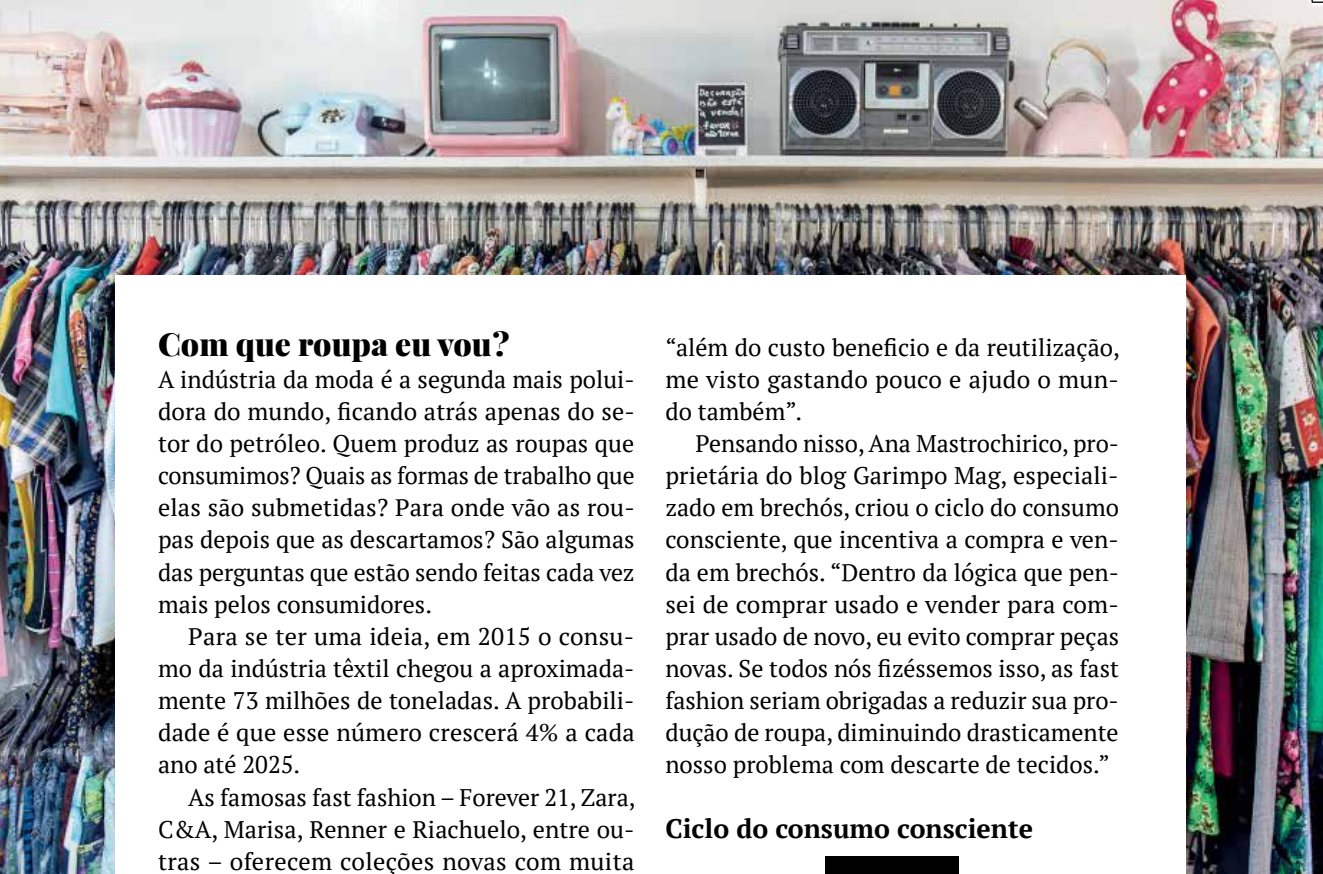 Decoração
não está
à venda!
favor
não tocar
Com que roupa eu vou?
A indústria da moda é a segunda mais polui-
dora do mundo, ficando atrás apenas do se-
tor do petróleo. Quem produz as roupas que
consumimos? Quais as formas de trabalho que
elas são submetidas? Para onde vão as rou-
pas depois que as descartamos? São algumas
das perguntas que estão sendo feitas cada vez
mais pelos consumidores.
Para se ter uma ideia, em 2015 o consu-
mo da indústria têxtil chegou a aproximada-
mente 73 milhões de toneladas. A probabili-
dade é que esse número crescerá 4% a cada
ano até 2025.
As famosas fast fashion – Forever 21, Zara,
C&A, Marisa, Renner e Riachuelo, entre ou-
tras – oferecem coleções novas com muita
“além do custo beneficio e da reutilização,
me visto gastando pouco e ajudo o mun-
do também”.
Pensando nisso, Ana Mastrochirico, pro-
prietária do blog Garimpo Mag, especiali-
zado em brechós, criou o ciclo do consumo
consciente, que incentiva a compra e ven-
da em brechós. “Dentro da lógica que pen-
sei de comprar usado e vender para com-
prar usado de novo, eu evito comprar peças
novas. Se todos nós fizéssemos isso, as fast
fashion seriam obrigadas a reduzir sua pro-
dução de roupa, diminuindo drasticamente
nosso problema com descarte de tecidos.”
Ciclo do consumo consciente